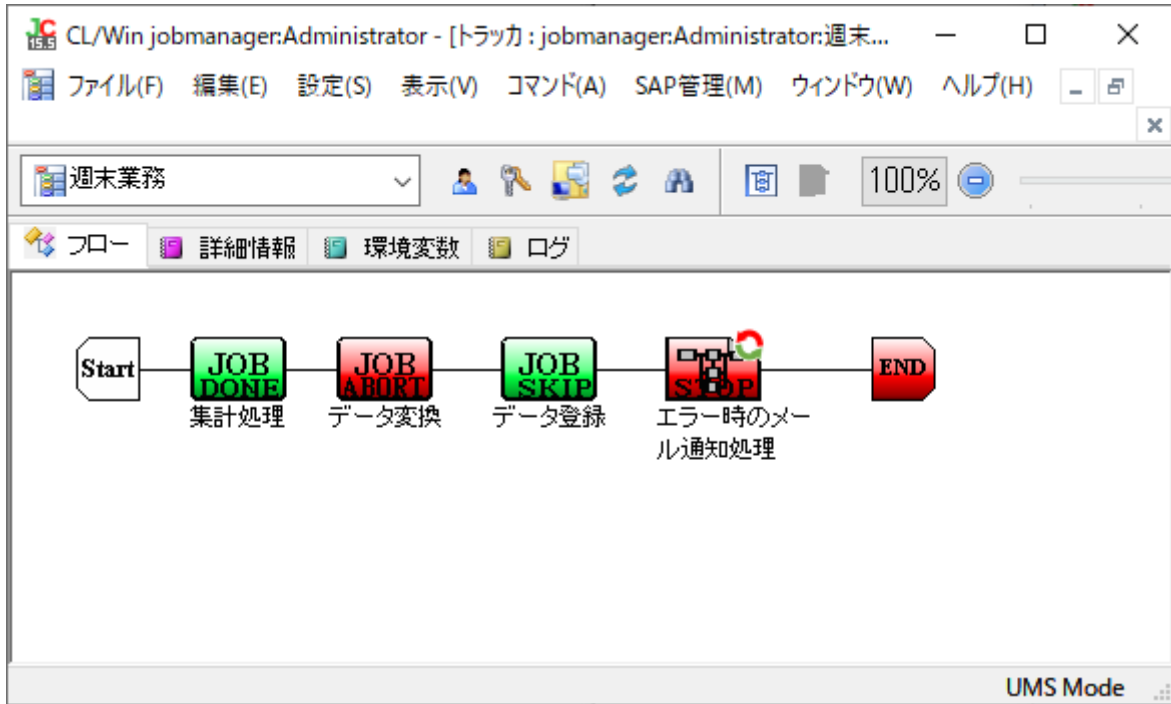 JC
15.5
CL/Win jobmanager:Administrator - [トラッカ : jobmanager:Administrator:週末...
ファイル(F) 編集(E) 設定(S) 表示(V) コマンド(A) SAP管理(M) ウィンドウ(W) ヘルプ(H)
週末業務 100%
フロー 詳細情報 環境変数 ログ
Start JOB DONE JOB ABORT JOB SKIP STOP END
集計処理 データ変換 データ登録 エラー時のメー
ル通知処理
UMS Mode